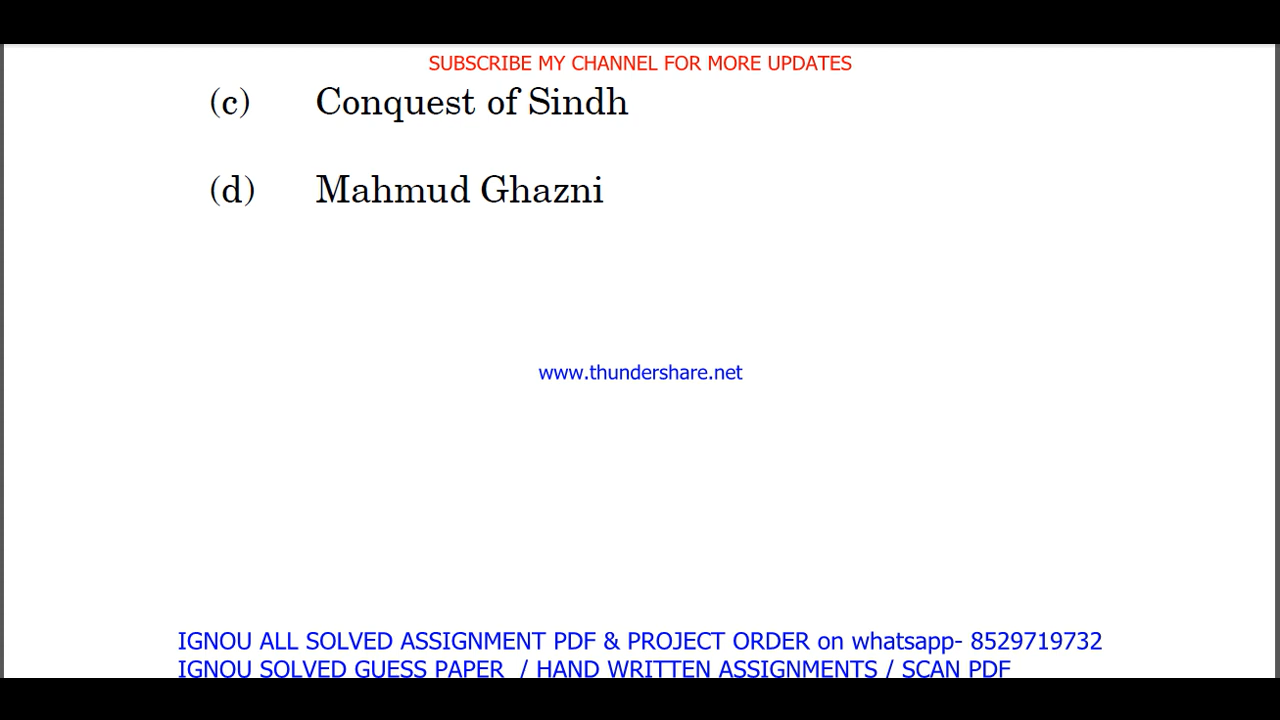 SUBSCRIBE MY CHANNEL FOR MORE UPDATES
(c) Conquest of Sindh
(d) Mahmud Ghazni
www.thundershare.net
IGNOU ALL SOLVED ASSIGNMENT PDF & PROJECT ORDER on whatsapp- 8529719732
IGNOU SOLVED GUESS PAPER / HAND WRITTEN ASSIGNMENTS / SCAN PDF